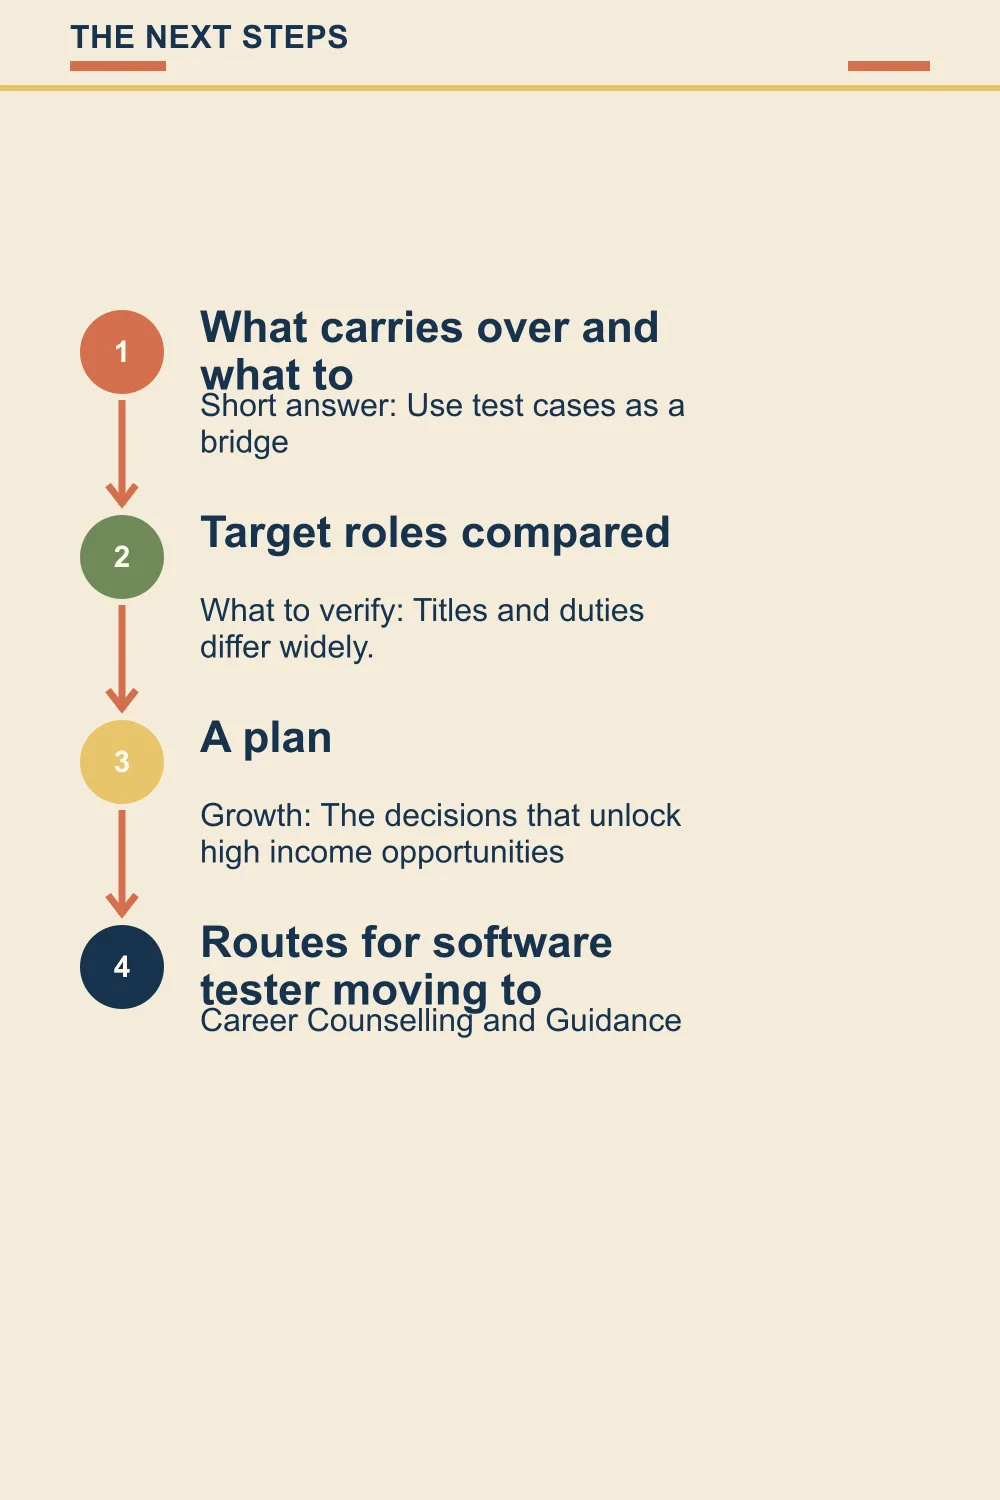 THE NEXT STEPS
1
What carries over and
what to
Short answer: Use test cases as a
bridge
2
Target roles compared
What to verify: Titles and duties
differ widely.
3
A plan
Growth: The decisions that unlock
high income opportunities
4
Routes for software
tester moving to
Career Counselling and Guidance